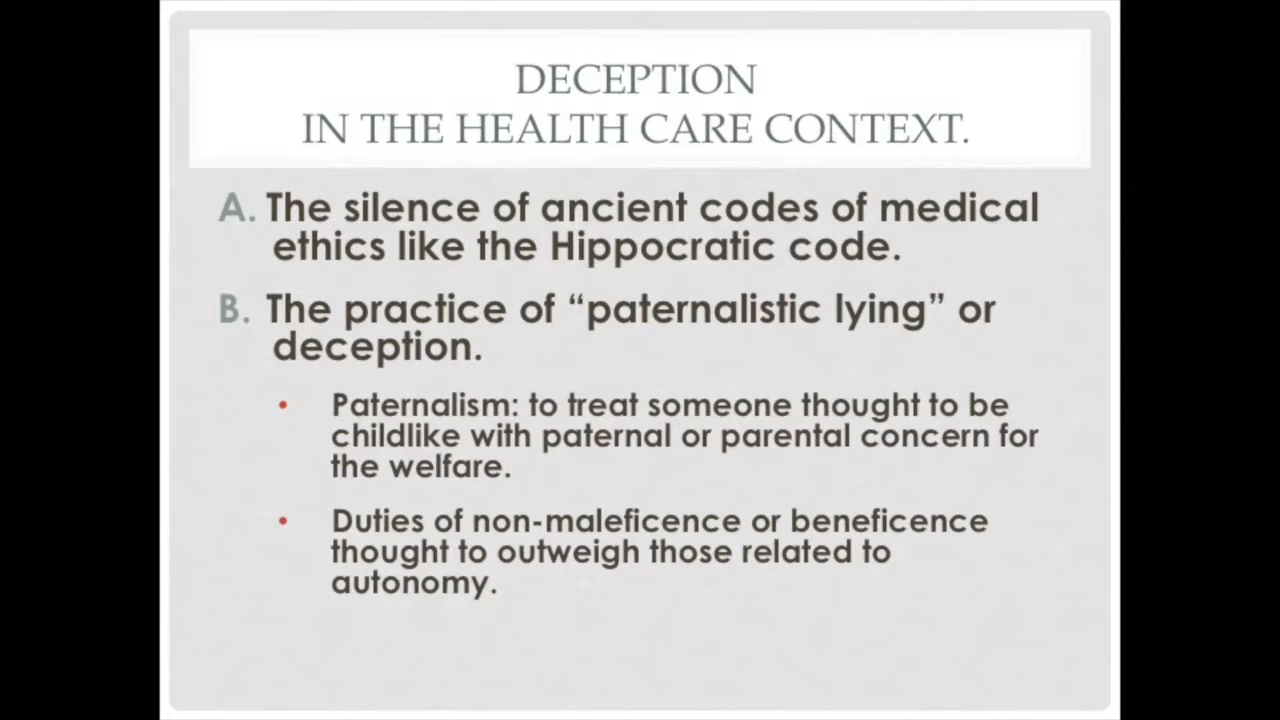 DECEPTION
IN THE HEALTH CARE CONTEXT.
A. The silence of ancient codes of medical
ethics like the Hippocratic code.
B. The practice of “paternalistic lying” or
deception.
• Paternalism: to treat someone thought to be
childlike with paternal or parental concern for
the welfare.
• Duties of non-maleficence or beneficence
thought to outweigh those related to
autonomy.